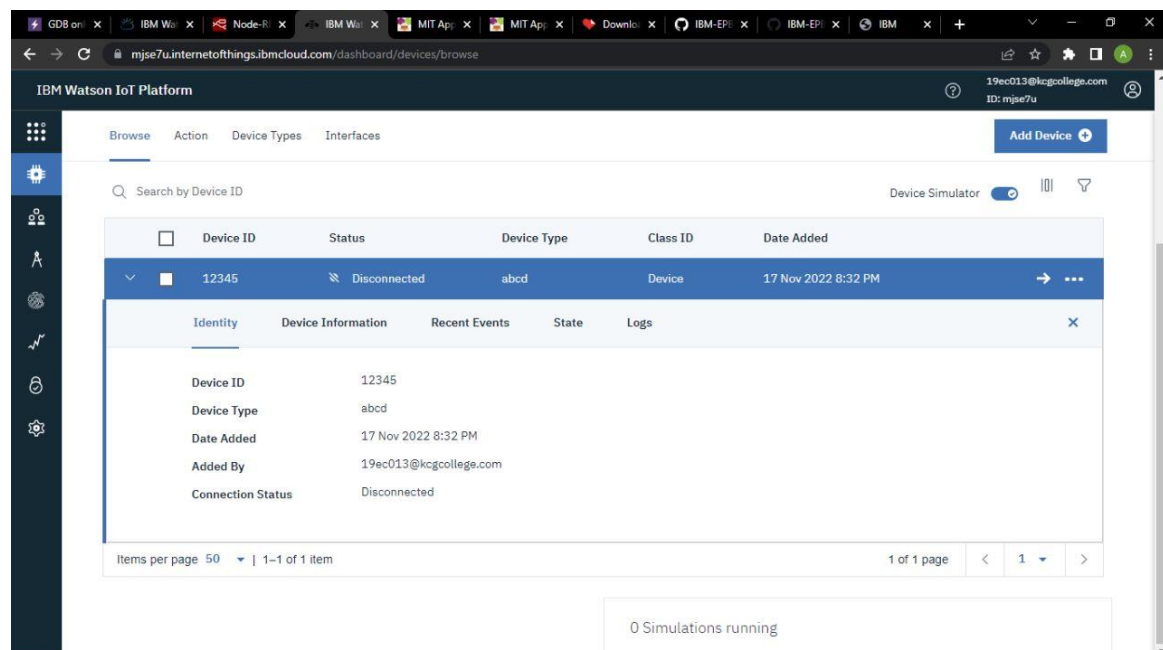 GDB onl IBM Wat Node-R IBM Wat MIT App MIT App Downloa IBM-EPB IBM-EPI IBM
mjse7u.internetofthings.ibmcloud.com/dashboard/devices/browse A
IBM Watson IoT Platform
19ec013@kcgcollege.com
ID: mjse7u
Browse Action Device Types Interfaces Add Device
Search by Device ID Device Simulator
Device ID Status Device Type Class ID Date Added
12345 Disconnected abcd Device 17 Nov 2022 8:32 PM
Identity Device Information Recent Events State Logs
Device ID 12345
Device Type abcd
Date Added 17 Nov 2022 8:32 PM
Added By 19ec013@kcgcollege.com
Connection Status Disconnected
Items per page 50 | 1–1 of 1 item 1 of 1 page 1
0 Simulations running